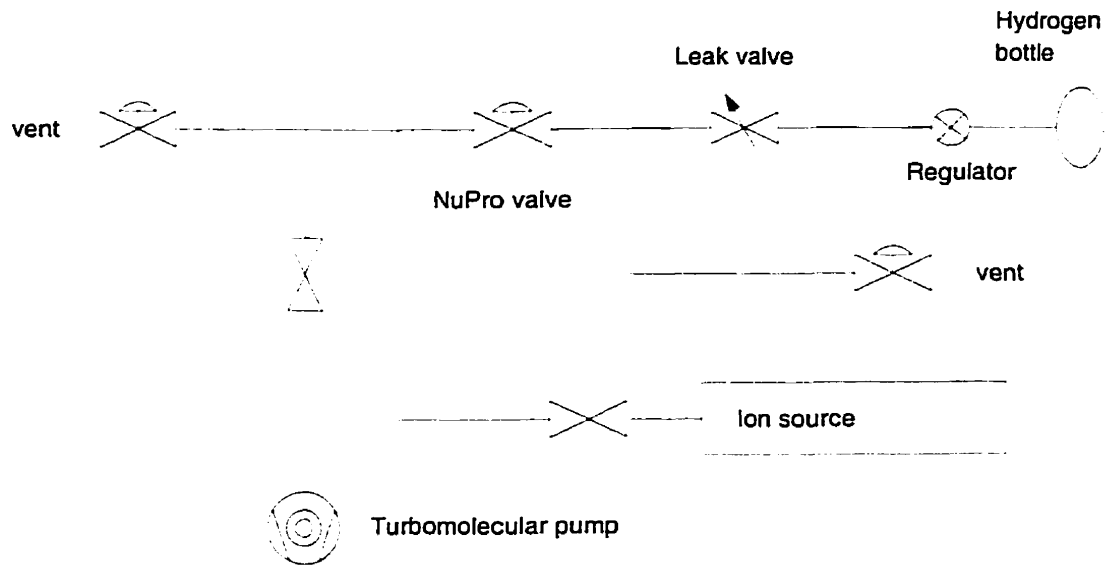 Hydrogen
bottle
Leak valve
vent
Regulator
NuPro valve
vent
Ion source
Turbomolecular pump